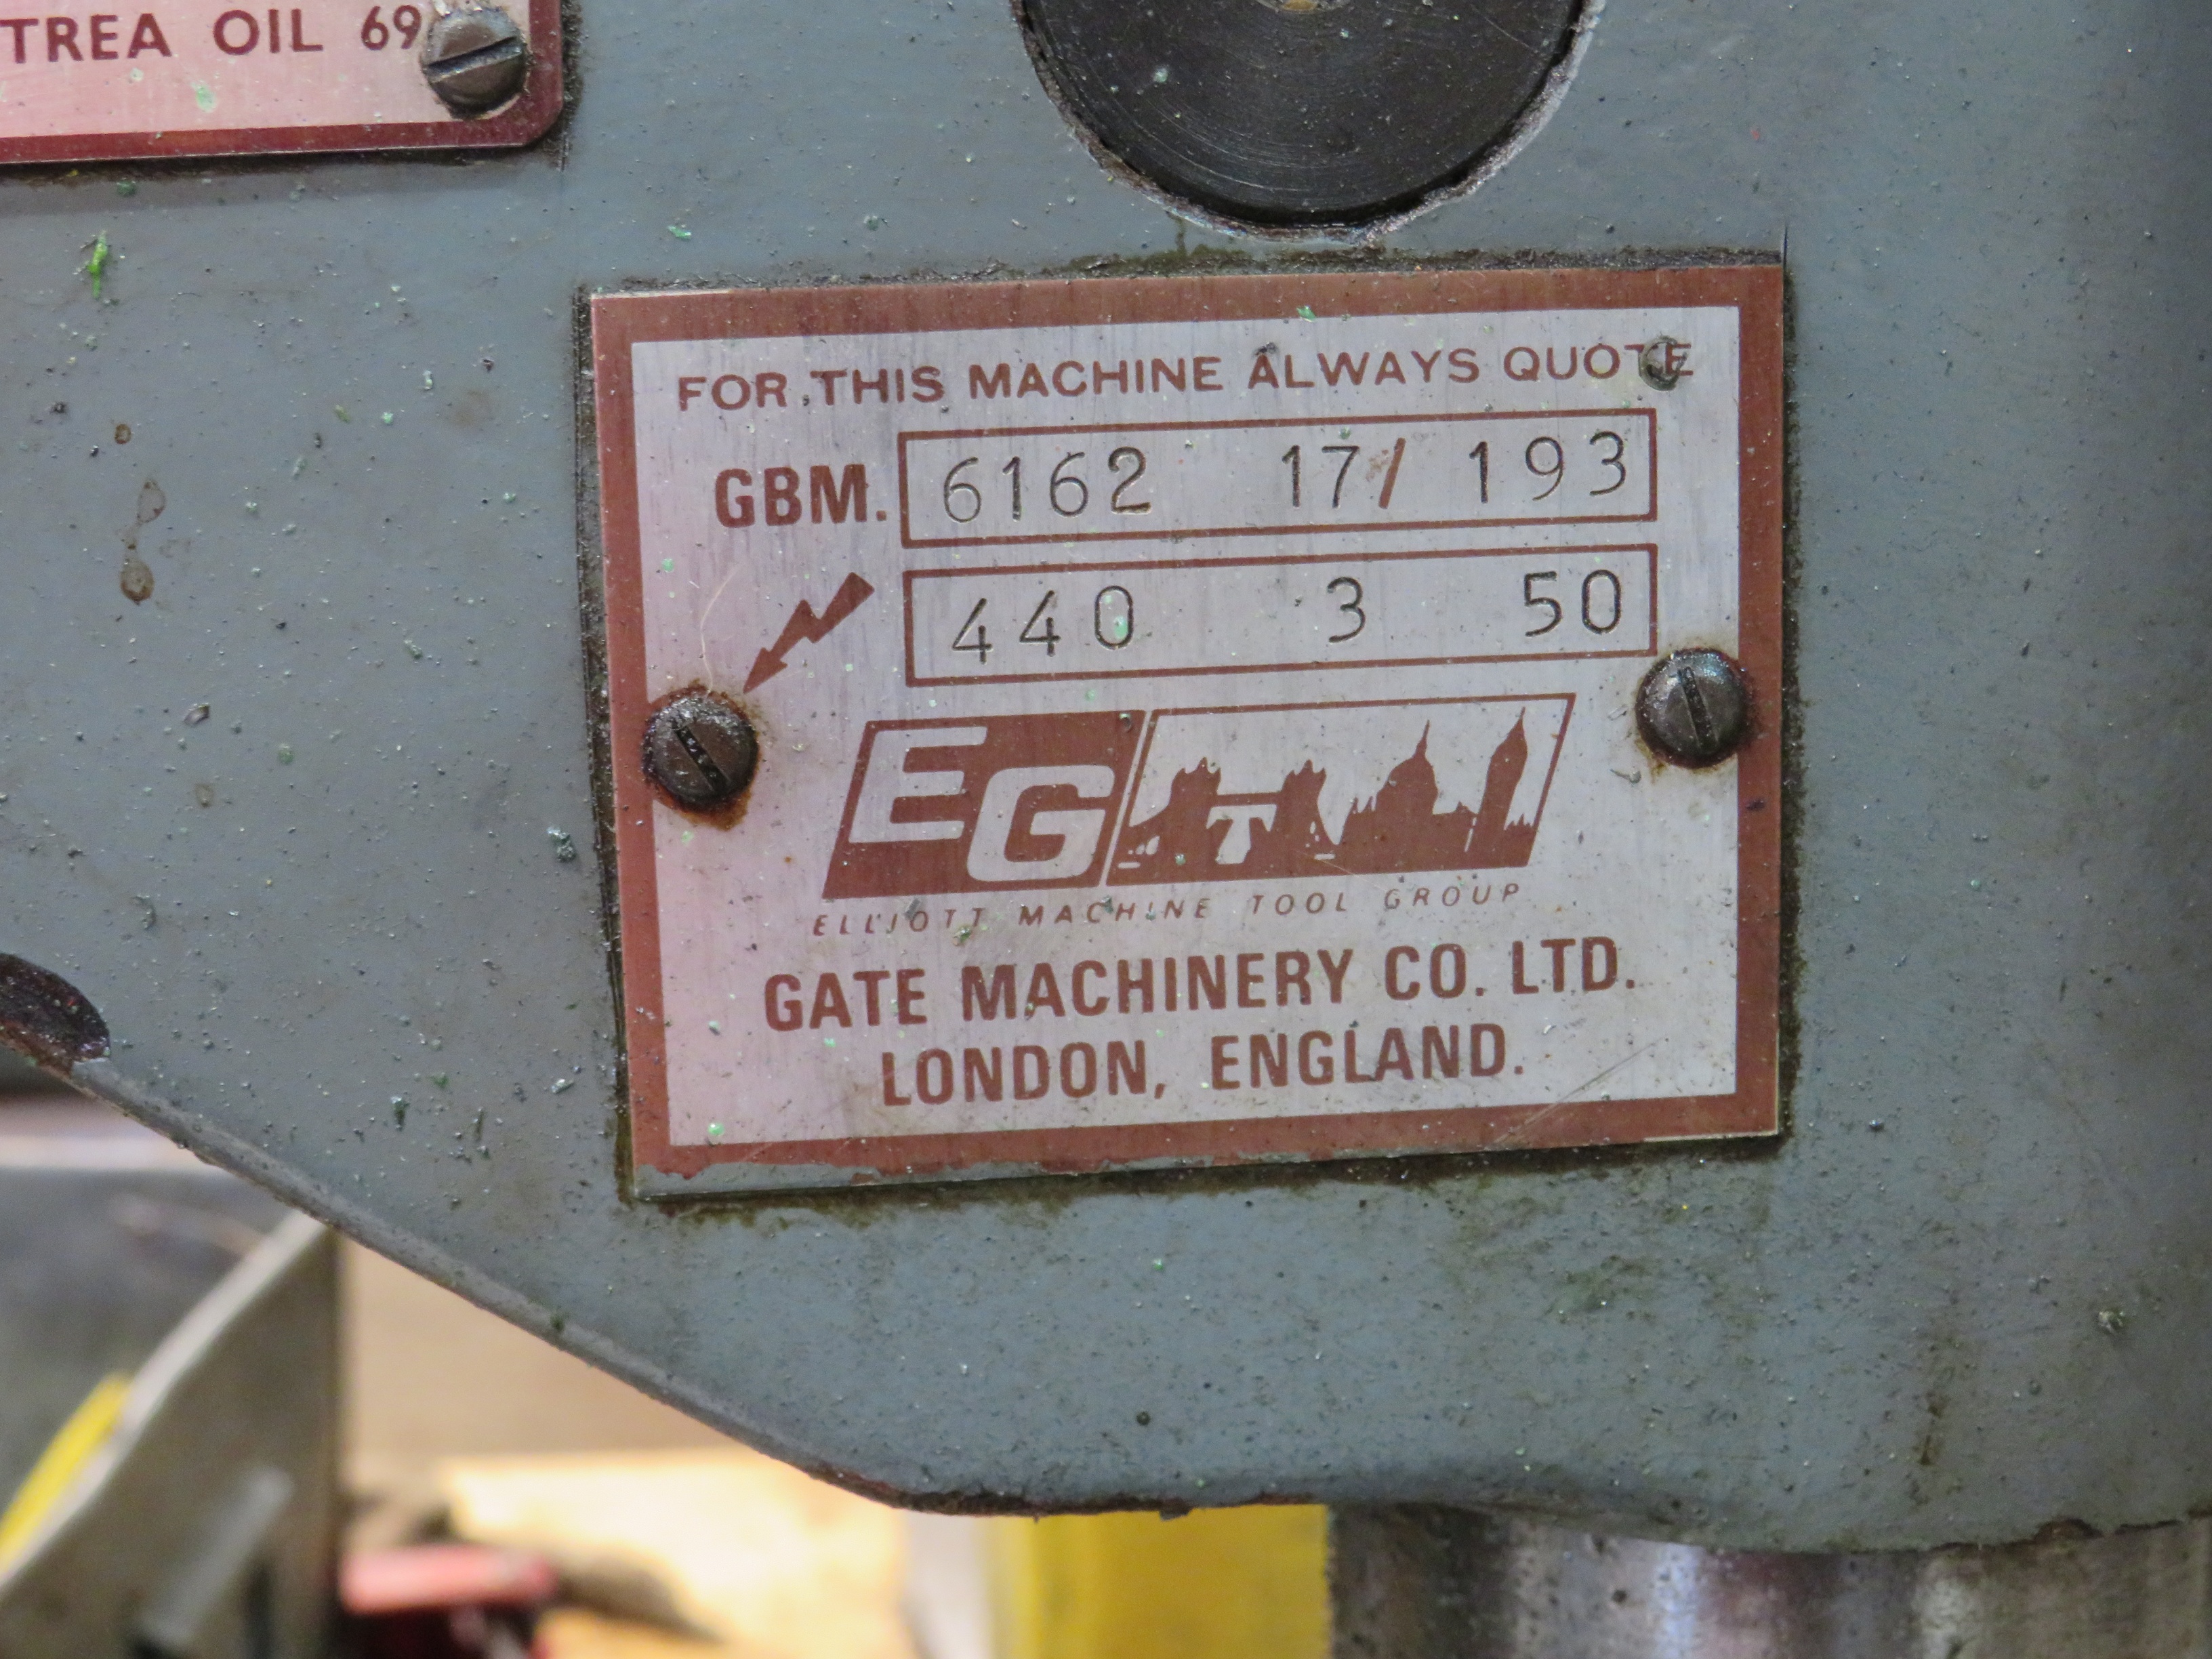 TREA OIL 69
FOR THIS MACHINE ALWAYS QUOTE
GBM. 6162 17/ 193
440 3 50
EG T
ELLIOTT MACHINE TOOL GROUP
GATE MACHINERY CO. LTD.
LONDON, ENGLAND.